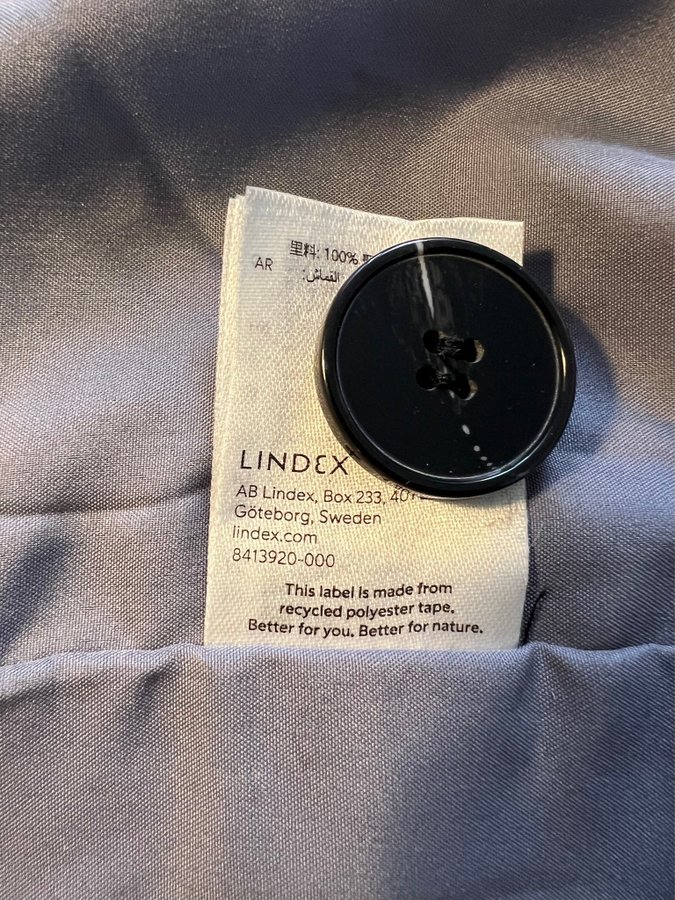 里料: 100%
AR
القماش:
LINDEX
AB Lindex, Box 233,
Göteborg, Sweden
lindex.com
8413920-000
This label is made from
recycled polyester tape.
Better for you. Better for nature.